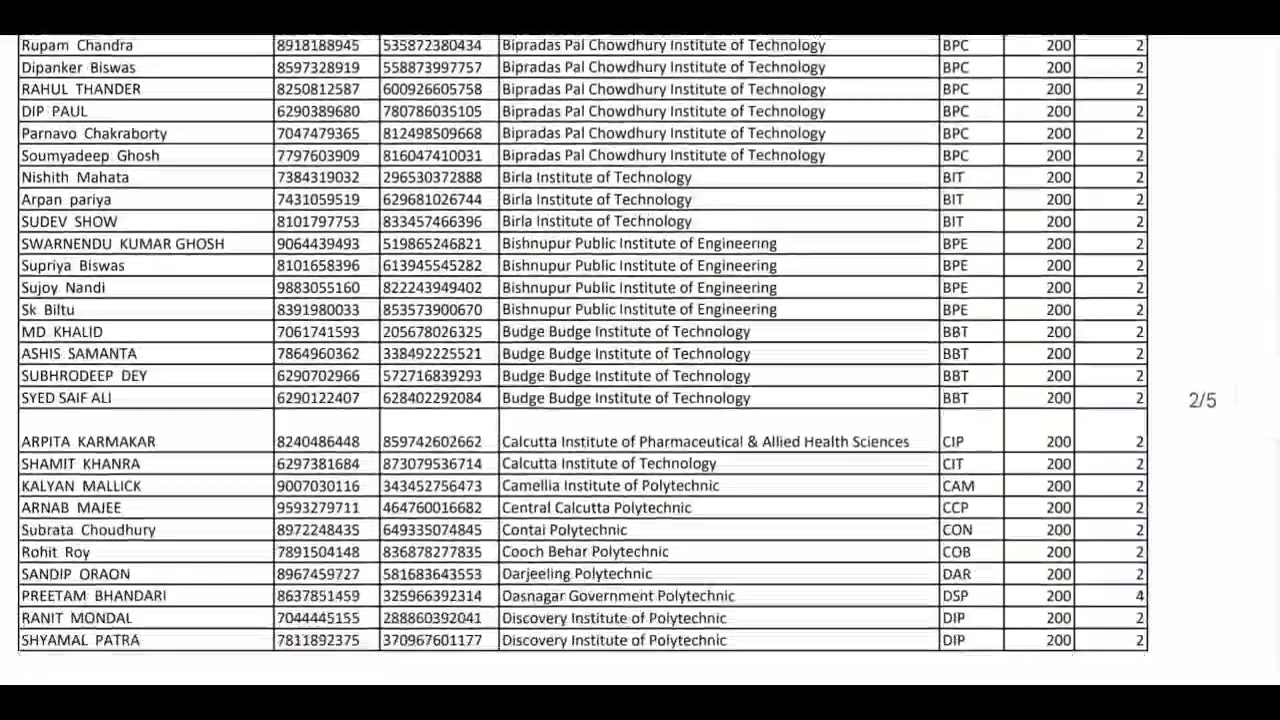 Rupam Chandra 8918188945 535872380434 Bipradas Pal Chowdhury Institute of Technology BPC 200 2
Dipanker Biswas 8597328919 558873997757 Bipradas Pal Chowdhury Institute of Technology BPC 200 2
RAHUL THANDER 8250812587 600926605758 Bipradas Pal Chowdhury Institute of Technology BPC 200 2
DIP PAUL 6290389680 780786035105 Bipradas Pal Chowdhury Institute of Technology BPC 200 2
Parnavo Chakraborty 7047479365 812498509668 Bipradas Pal Chowdhury Institute of Technology BPC 200 2
Soumyadeep Ghosh 7797603909 816047410031 Bipradas Pal Chowdhury Institute of Technology BPC 200 2
Nishith Mahata 7384319032 296530372888 Birla Institute of Technology BIT 200 2
Arpan pariya 7431059519 629681026744 Birla Institute of Technology BIT 200 2
SUDEV SHOW 8101797753 833457466396 Birla Institute of Technology BIT 200 2
SWARNENDU KUMAR GHOSH 9064439493 519865246821 Bishnupur Public Institute of Engineering BPE 200 2
Supriya Biswas 8101658396 613945545282 Bishnupur Public Institute of Engineering BPE 200 2
Sujoy Nandi 9883055160 822243949402 Bishnupur Public Institute of Engineering BPE 200 2
Sk Biltu 8391980033 853573900670 Bishnupur Public Institute of Engineering BPE 200 2
MD KHALID 7061741593 205678026325 Budge Budge Institute of Technology BBT 200 2
ASHIS SAMANTA 7864960362 338492225521 Budge Budge Institute of Technology BBT 200 2
SUBHRODEEP DEY 6290702966 572716839293 Budge Budge Institute of Technology BBT 200 2
SYED SAIF ALI 6290122407 628402292084 Budge Budge Institute of Technology BBT 200 2
2/5
ARPITA KARMAKAR 8240486448 859742602662 Calcutta Institute of Pharmaceutical & Allied Health Sciences CIP 200 2
SHAMIT KHANRA 6297381684 873079536714 Calcutta Institute of Technology CIT 200 2
KALYAN MALLICK 9007030116 343452756473 Camellia Institute of Polytechnic CAM 200 2
ARNAB MAJEE 9593279711 464760016682 Central Calcutta Polytechnic CCP 200 2
Subrata Choudhury 8972248435 649335074845 Contai Polytechnic CON 200 2
Rohit Roy 7891504148 836878277835 Cooch Behar Polytechnic COB 200 2
SANDIP ORAON 8967459727 581683643553 Darjeeling Polytechnic DAR 200 2
PREETAM BHANDARI 8637851459 325966392314 Dasnagar Government Polytechnic DSP 200 4
RANIT MONDAL 7044445155 288860392041 Discovery Institute of Polytechnic DIP 200 2
SHYAMAL PATRA 7811892375 370967601177 Discovery Institute of Polytechnic DIP 200 2